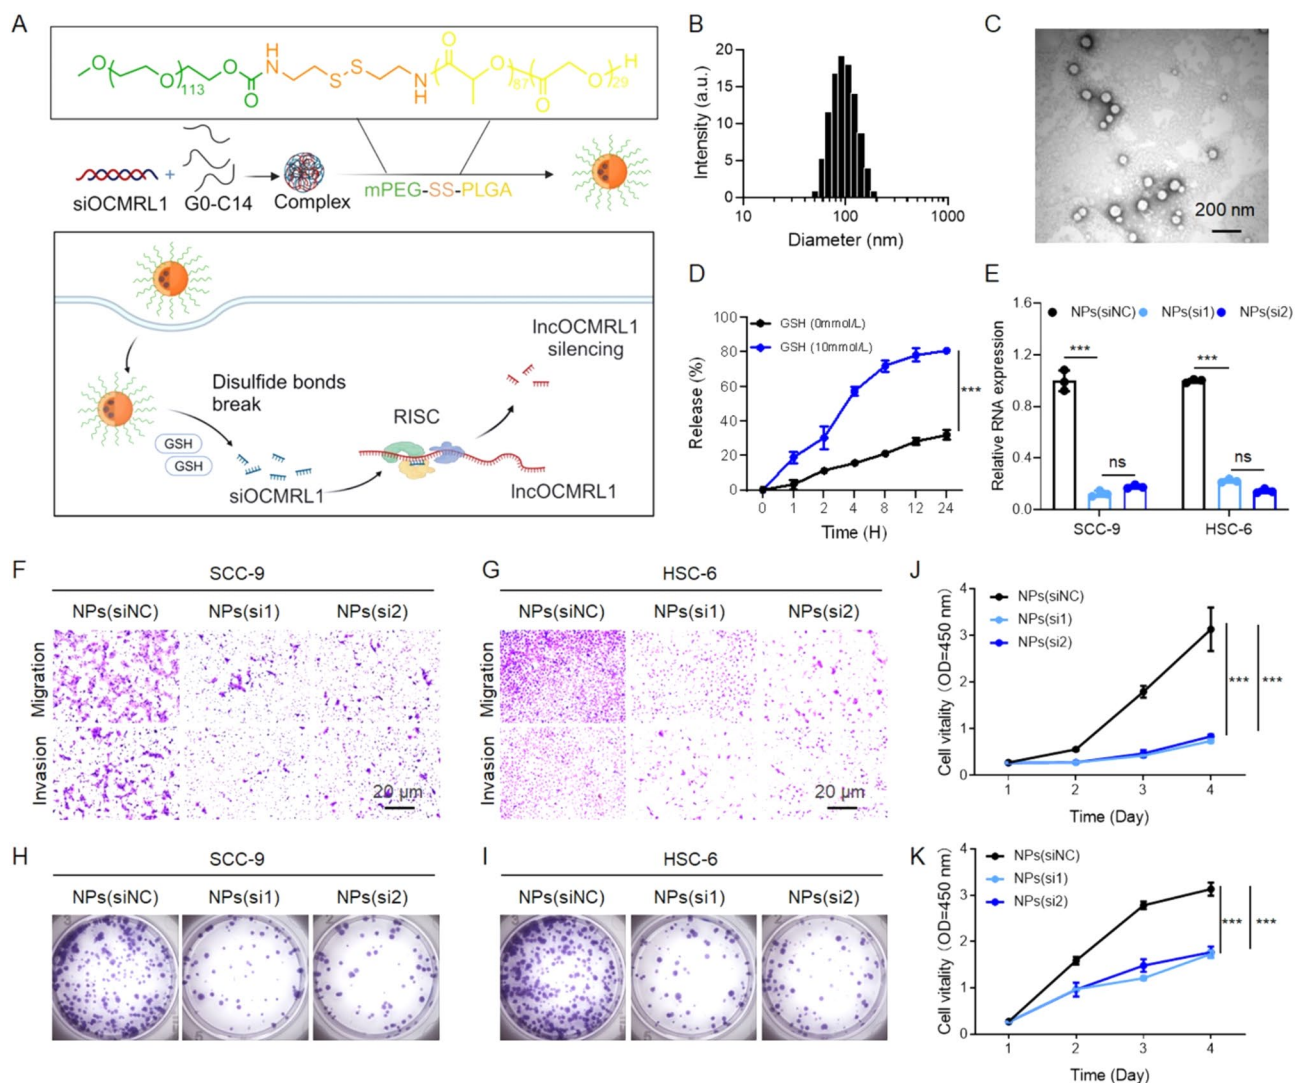 A
O
O
113
O
O
H
N
S
S
N
H
O
O
87
O
O
O
29
H
siOCMRL1
+
G0-C14
Complex
mPEG-SS-PLGA
Disulfide bonds
break
GSH
GSH
siOCMRL1
RISC
lncOCMRL1
silencing
lncOCMRL1
B
Intensity (a.u.)
20
15
10
5
0
10 100 1000
Diameter (nm)
C
200 nm
D
Release (%)
100
80
60
40
20
0
GSH (0mmol/L)
GSH (10mmol/L)
***
0 1 2 4 8 12 24
Time (H)
E
Relative RNA expression
1.6
1.2
0.8
0.4
0.0
NPs(siNC) NPs(si1) NPs(si2)
*** ***
ns ns
SCC-9 HSC-6
F
SCC-9
NPs(siNC) NPs(si1) NPs(si2)
Migration
Invasion
20 μm
G
HSC-6
NPs(siNC) NPs(si1) NPs(si2)
Migration
Invasion
20 μm
H
SCC-9
NPs(siNC) NPs(si1) NPs(si2)
I
HSC-6
NPs(siNC) NPs(si1) NPs(si2)
J
Cell vitality (OD=450 nm)
4
3
2
1
0
NPs(siNC)
NPs(si1)
NPs(si2)
*** ***
1 2 3 4
Time (Day)
K
Cell vitality (OD=450 nm)
4
3
2
1
0
NPs(siNC)
NPs(si1)
NPs(si2)
*** ***
1 2 3 4
Time (Day)